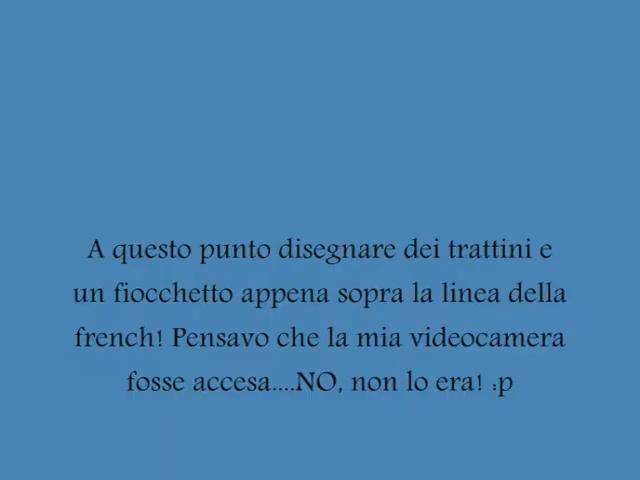 A questo punto disegnare dei trattini e
un fiocchetto appena sopra la linea della
french! Pensavo che la mia videocamera
fosse accesa....NO, non lo era! :p